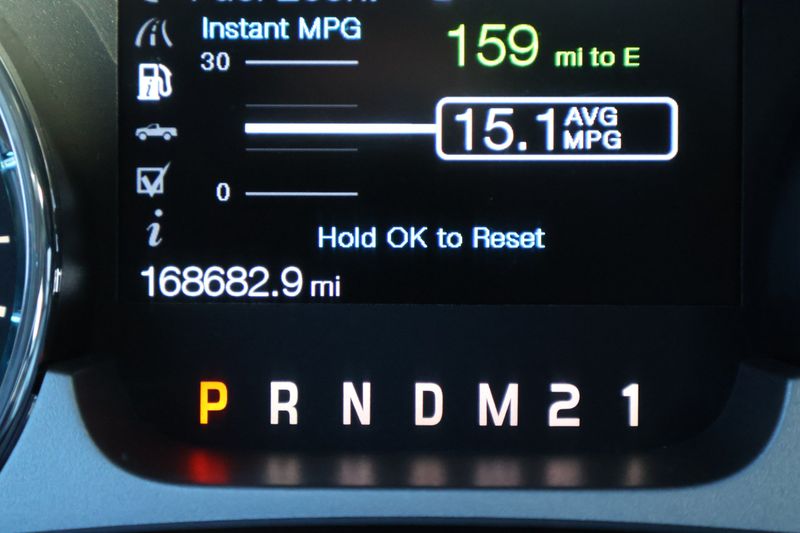 Instant MPG
159 mi to E
30
15.1 AVG MPG
0
Hold OK to Reset
168682.9 mi
P R N D M 2 1